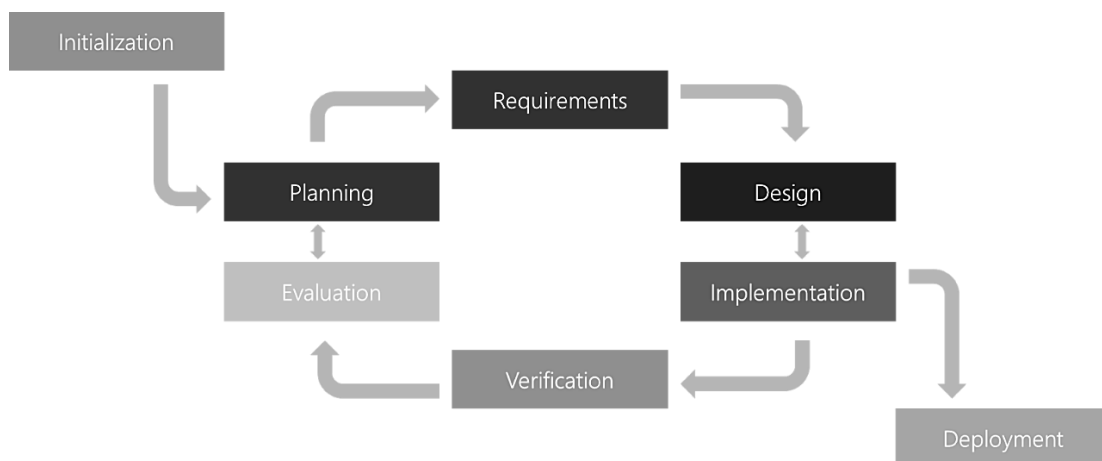 Initialization
Requirements
Planning
Design
Evaluation
Implementation
Verification
Deployment